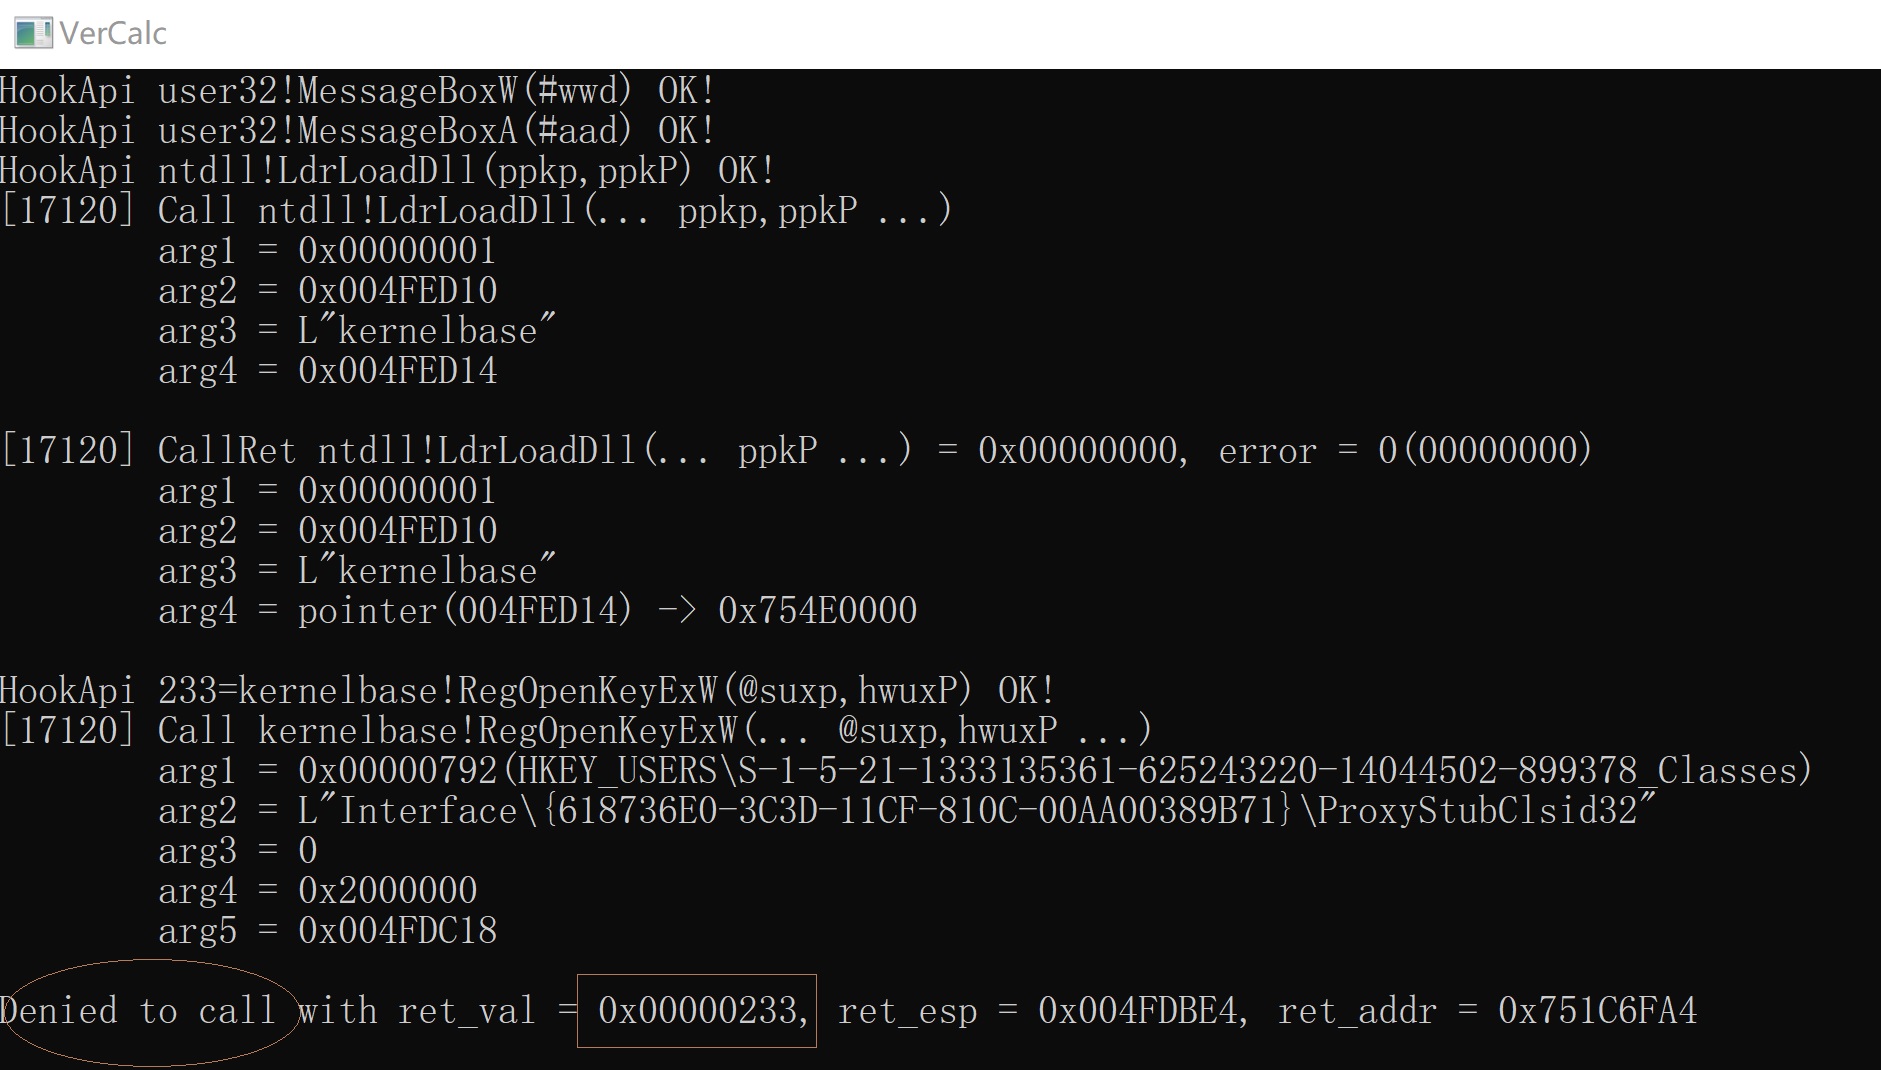 VerCalc
HookApi user32!MessageBoxW(#wwd) OK!
HookApi user32!MessageBoxA(#aad) OK!
HookApi ntdll!LdrLoadDll(ppkp,ppkP) OK!
[17120] Call ntdll!LdrLoadDll(... ppkp,ppkP ...)
arg1 = 0x00000001
arg2 = 0x004FED10
arg3 = L"kernelbase"
arg4 = 0x004FED14
[17120] CallRet ntdll!LdrLoadDll(... ppkP ...) = 0x00000000, error = 0(00000000)
arg1 = 0x00000001
arg2 = 0x004FED10
arg3 = L"kernelbase"
arg4 = pointer(004FED14) -> 0x754E0000
HookApi 233=kernelbase!RegOpenKeyExW(@suxp,hwuxP) OK!
[17120] Call kernelbase!RegOpenKeyExW(... @suxp,hwuxP ...)
arg1 = 0x00000792(HKEY_USERS\S-1-5-21-1333135361-625243220-14044502-899378_Classes)
arg2 = L"Interface\{618736E0-3C3D-11CF-810C-00AA00389B71}\ProxyStubClsid32"
arg3 = 0
arg4 = 0x2000000
arg5 = 0x004FDC18
Denied to call with ret_val = 0x00000233, ret_esp = 0x004FDBE4, ret_addr = 0x751C6FA4